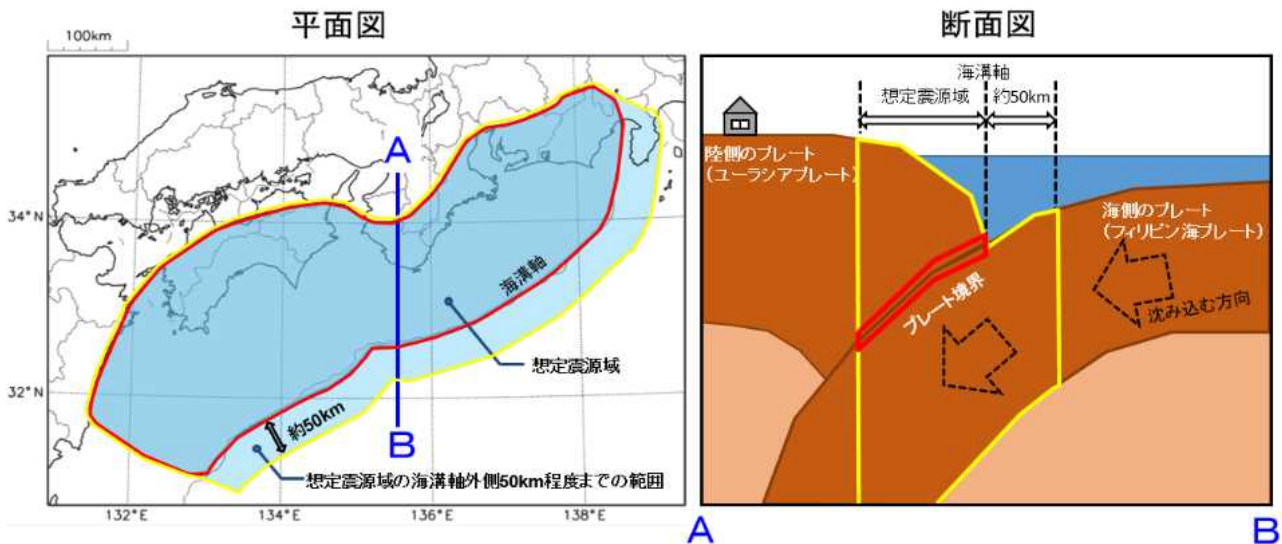 平面図
断面図
100km
34°N
32°N
132°E
134°E
136°E
138°E
A
B
海溝軸
想定震源域
約50km
想定震源域の海溝軸外側50km程度までの範囲
海溝軸
想定震源域
約50km
陸側のプレート
(ユーラシアプレート)
海側のプレート
(フィリピン海プレート)
プレート境界
沈み込む方向
A
B